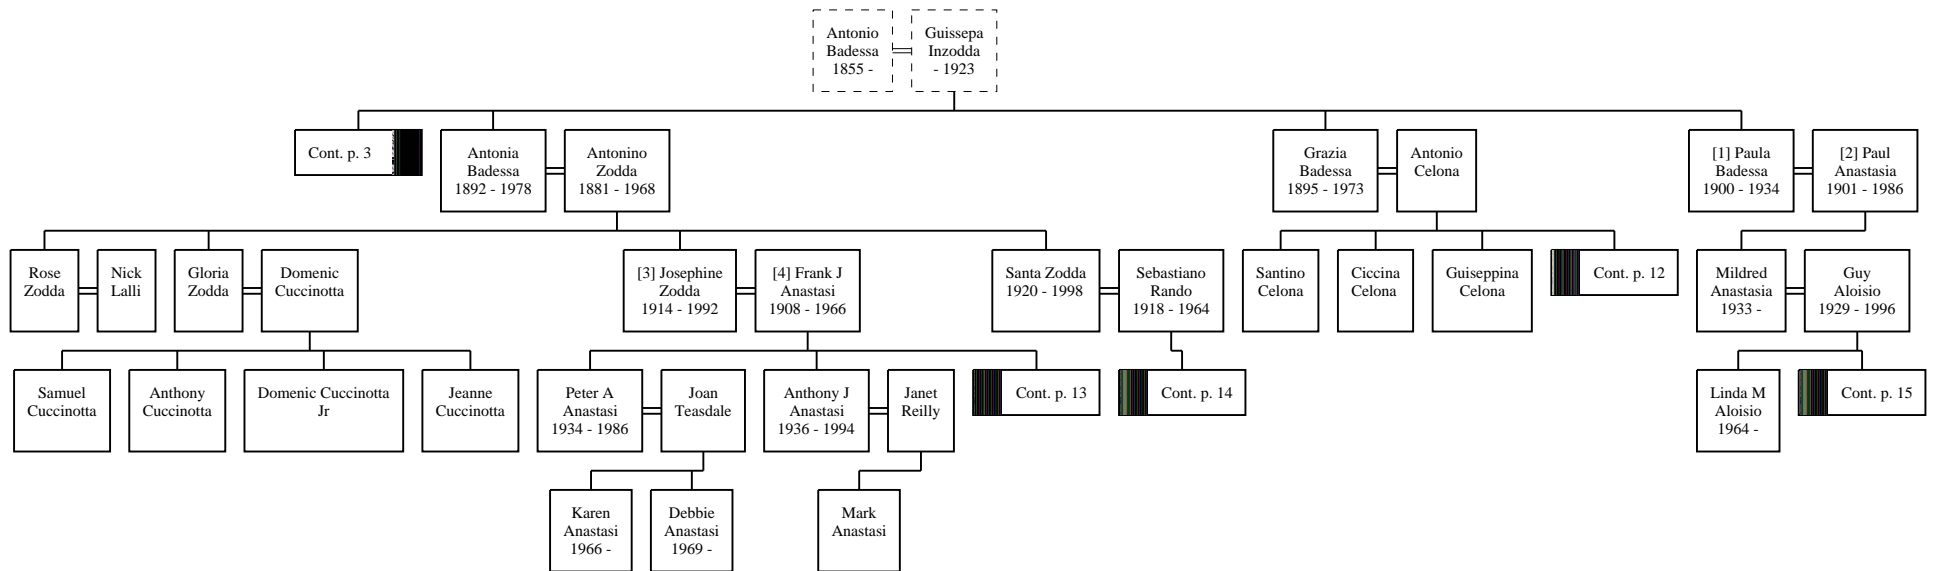 Antonio
Badessa
1855 -
Guissepa
Inzodda
- 1923
Cont. p. 3
Antonia
Badessa
1892 - 1978
Antonino
Zodda
1881 - 1968
Grazia
Badessa
1895 - 1973
Antonio
Celona
[1] Paula
Badessa
1900 - 1934
[2] Paul
Anastasia
1901 - 1986
Rose
Zodda
Nick
Lalli
Gloria
Zodda
Domenic
Cuccinotta
[3] Josephine
Zodda
1914 - 1992
[4] Frank J
Anastasi
1908 - 1966
Santa Zodda
1920 - 1998
Sebastiano
Rando
1918 - 1964
Santino
Celona
Ciccina
Celona
Guiseppina
Celona
Cont. p. 12
Mildred
Anastasia
1933 -
Guy
Aloisio
1929 - 1996
Samuel
Cuccinotta
Anthony
Cuccinotta
Domenic Cuccinotta
Jr
Jeanne
Cuccinotta
Peter A
Anastasi
1934 - 1986
Joan
Teasdale
Anthony J
Anastasi
1936 - 1994
Janet
Reilly
Cont. p. 13
Cont. p. 14
Linda M
Aloisio
1964 -
Cont. p. 15
Karen
Anastasi
1966 -
Debbie
Anastasi
1969 -
Mark
Anastasi